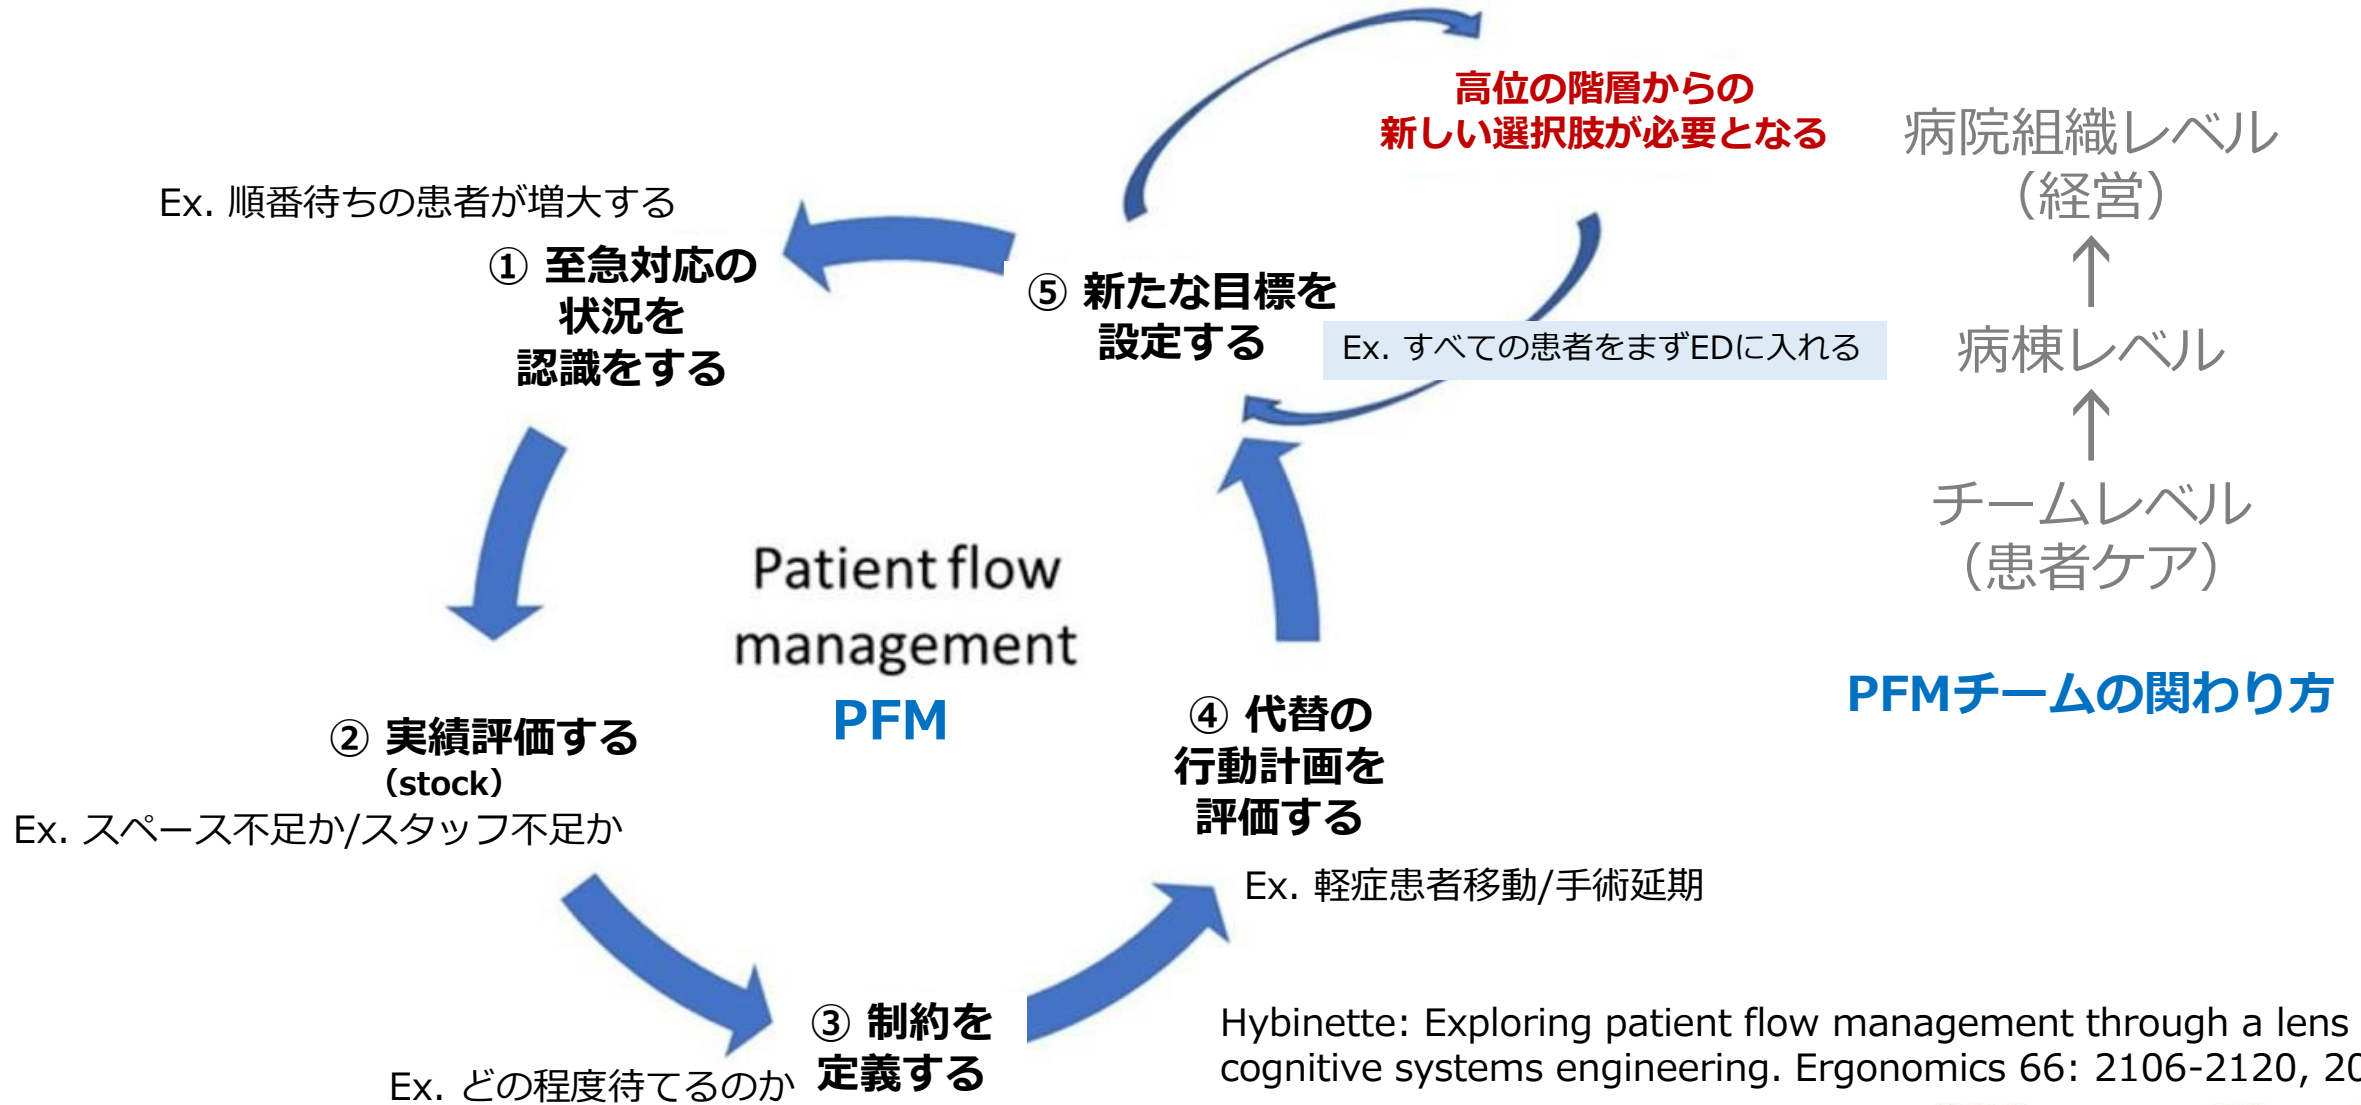 高位の階層からの
新しい選択肢が必要となる
病院組織レベル
（経営）
↑
病棟レベル
↑
チームレベル
（患者ケア）
PFMチームの関わり方
Ex. 順番待ちの患者が増大する
① 至急対応の
状況を
認識をする
⑤ 新たな目標を
設定する
Ex. すべての患者をまずEDに入れる
Patient flow
management
PFM
② 実績評価する
（stock）
Ex. スペース不足か/スタッフ不足か
④ 代替の
行動計画を
評価する
Ex. 軽症患者移動/手術延期
③ 制約を
定義する
Ex. どの程度待てるのか
Hybinette: Exploring patient flow management through a lens
cognitive systems engineering. Ergonomics 66: 2106-2120,